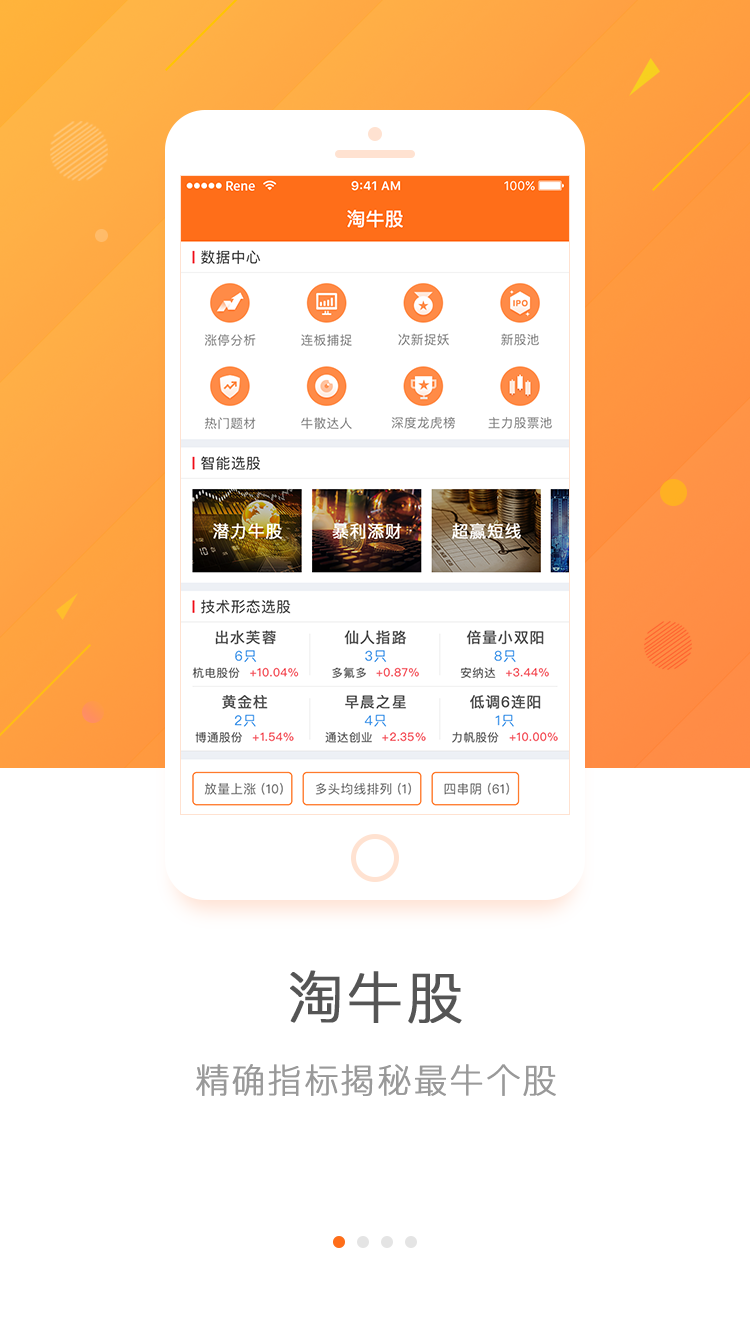 Rene 9:41 AM 100%
淘牛股
数据中心
涨停分析 连板捕捉 次新捉妖 新股池
IPO
热门题材 牛散达人 深度龙虎榜 主力股票池
智能选股
潜力牛股 暴利添财 超赢短线
技术形态选股
出水芙蓉 仙人指路 倍量小双阳
6只 3只 8只
杭电股份 +10.04% 多氟多 +0.87% 安纳达 +3.44%
黄金柱 早晨之星 低调6连阳
2只 4只 1只
博通股份 +1.54% 通达创业 +2.35% 力帆股份 +10.00%
放量上涨 (10) 多头均线排列 (1) 四串阴 (61)
淘牛股
精确指标揭秘最牛个股